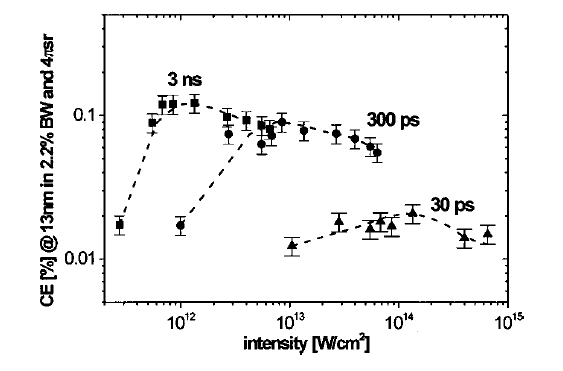 CE [%] @ 13nm in 2.2% BW and 4πsr
0.1
0.01
3 ns
300 ps
30 ps
10¹²
10¹³
10¹⁴
10¹⁵
intensity [W/cm²]